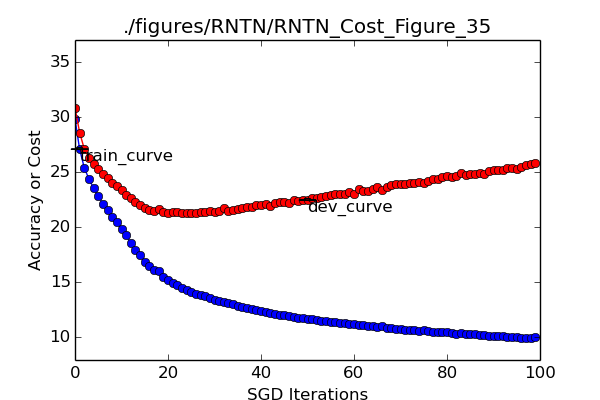 ./figures/RNTN/RNTN_Cost_Figure_35
35
30
25
20
15
10
Accuracy or Cost
train_curve
dev_curve
0
20
40
60
80
100
SGD Iterations